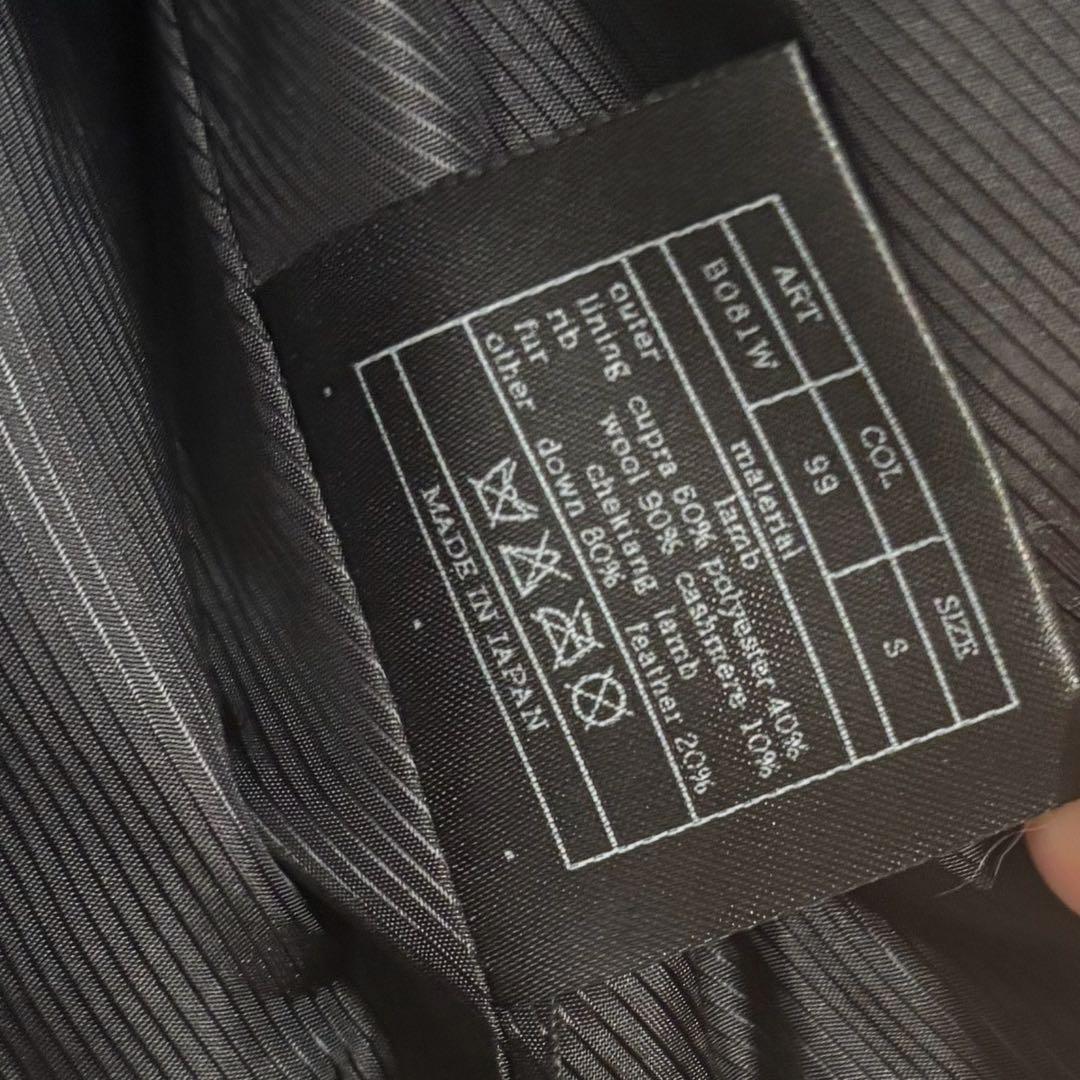 ART COL SIZE
B081W 99 S
material
outer lamb
lining cupra 60% polyester 40%
rib wool 90% cashmere 10%
fur chekiang lamb
other down 80% feather 20%
MADE IN JAPAN